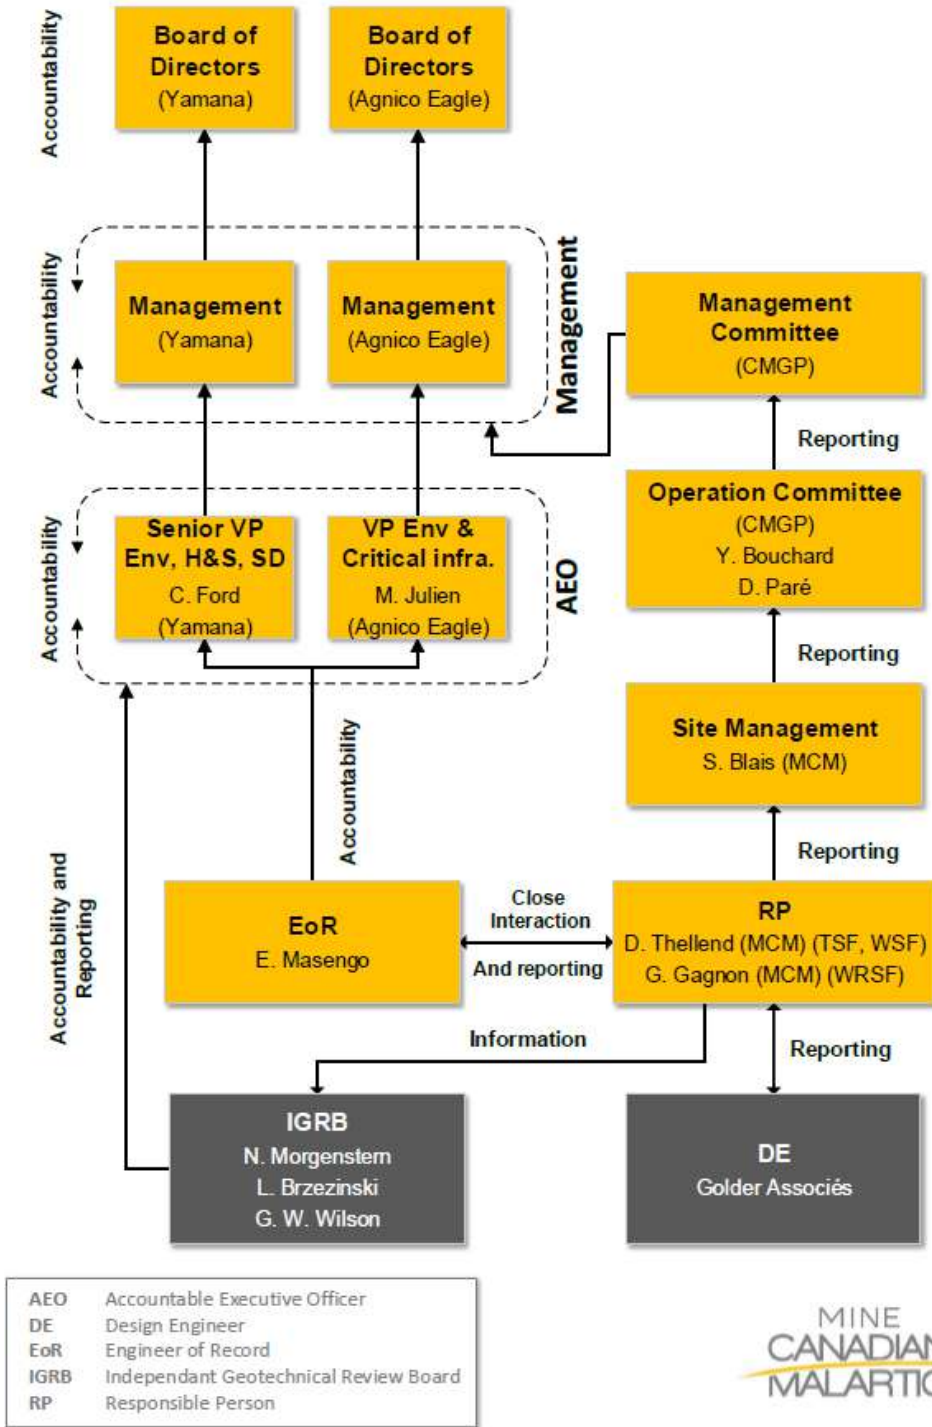 Accountability
Board of
Directors
(Yamana)
Board of
Directors
(Agnico Eagle)
Accountability
Management
(Yamana)
Management
(Agnico Eagle)
Management
Management
Committee
(CMGP)
Reporting
Accountability
Senior VP
Env, H&S, SD
C. Ford
(Yamana)
VP Env &
Critical infra.
M. Julien
(Agnico Eagle)
AEO
Operation Committee
(CMGP)
Y. Bouchard
D. Paré
Reporting
Site Management
S. Blais (MCM)
Accountability
Reporting
Accountability and
Reporting
EoR
E. Masengo
Close
Interaction
And reporting
RP
D. Thellend (MCM) (TSF, WSF)
G. Gagnon (MCM) (WRSF)
Information
Reporting
IGRB
N. Morgenstern
L. Brzezinski
G. W. Wilson
DE
Golder Associés
AEO Accountable Executive Officer
DE Design Engineer
EoR Engineer of Record
IGRB Independant Geotechnical Review Board
RP Responsible Person
MINE
CANADIAN
MALARTIC